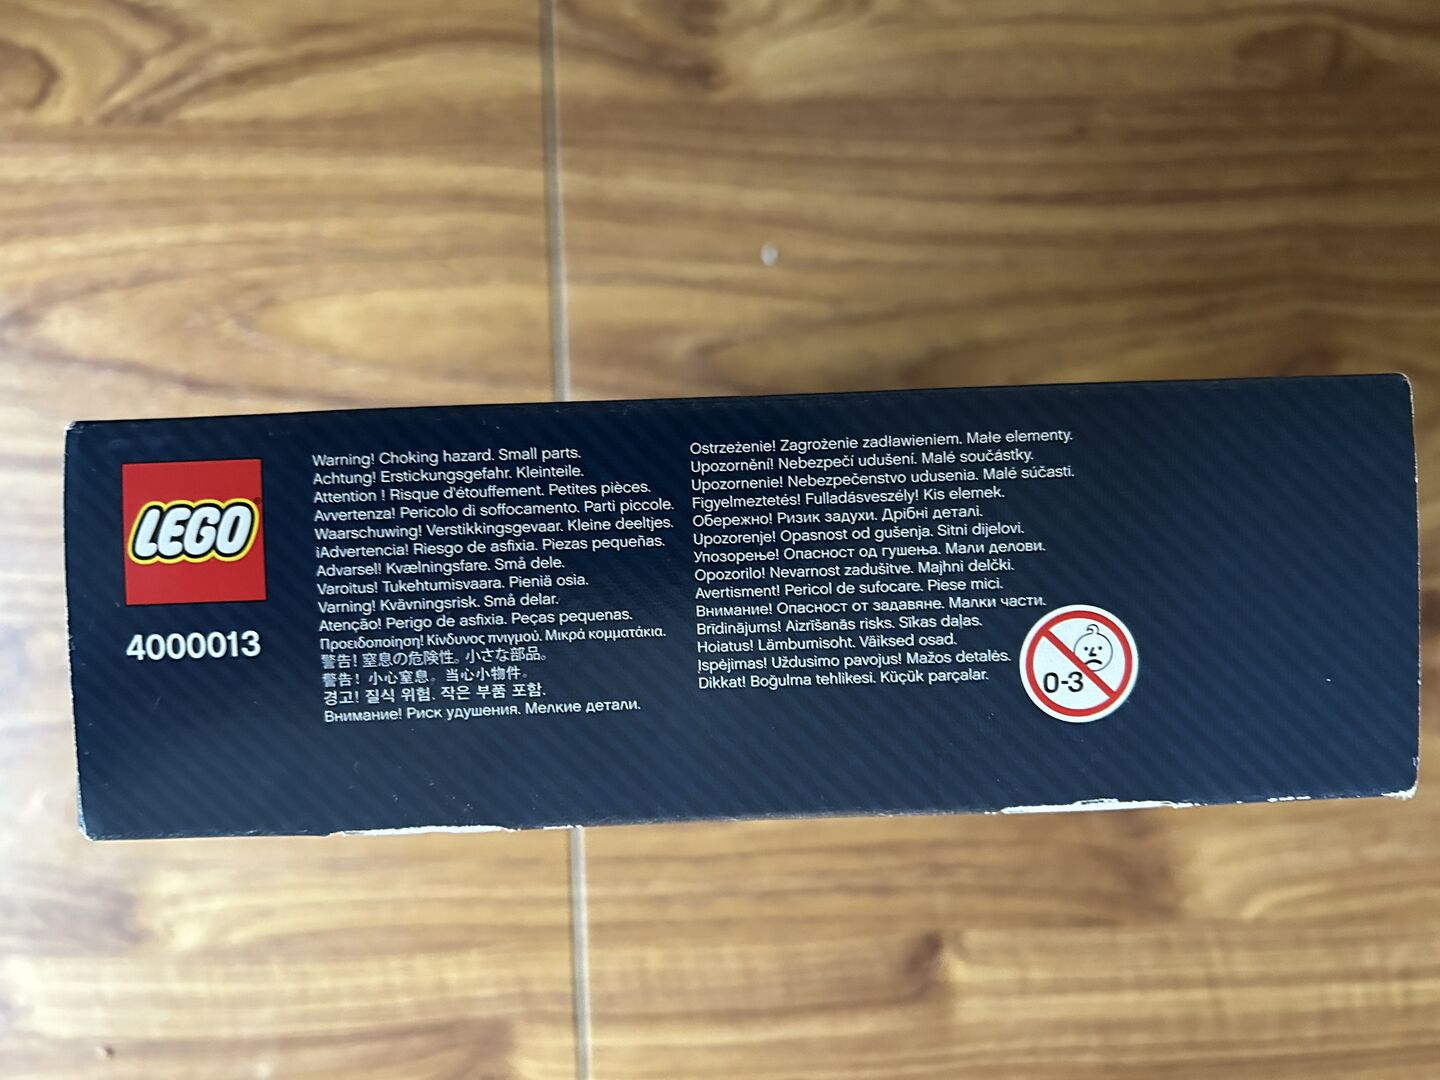 LEGO®
4000013
Warning! Choking hazard. Small parts.
Achtung! Erstickungsgefahr. Kleinteile.
Attention ! Risque d'étouffement. Petites pièces.
Avvertenza! Pericolo di soffocamento. Parti piccole.
Waarschuwing! Verstikkingsgevaar. Kleine deeltjes.
¡Advertencia! Riesgo de asfixia. Piezas pequeñas.
Advarsel! Kvælningsfare. Små dele.
Varoitus! Tukehtumisvaara. Pieniä osia.
Varning! Kvävningsrisk. Små delar.
Atenção! Perigo de asfixia. Peças pequenas.
Προειδοποίηση! Κίνδυνος πνιγμού. Μικρά κομματάκια.
警告! 窒息の危険性。小さな部品。
警告! 小心窒息。当心小物件。
경고! 질식 위험. 작은 부품 포함.
Внимание! Риск удушения. Мелкие детали.
Ostrzeżenie! Zagrożenie zadławieniem. Małe elementy.
Upozornění! Nebezpečí udušení. Malé součástky.
Upozornenie! Nebezpečenstvo udusenia. Malé súčasti.
Figyelmeztetés! Fulladásveszély! Kis elemek.
Обережно! Ризик задухи. Дрібні деталі.
Upozorenje! Opasnost od gušenja. Sitni dijelovi.
Упозорење! Опасност од гушења. Мали делови.
Opozorilo! Nevarnost zadušitve. Majhni delčki.
Avertisment! Pericol de sufocare. Piese mici.
Внимание! Опасност от задавяне. Малки части.
Brīdinājums! Aizrīšanās risks. Sīkas daļas.
Hoiatus! Lämbumisoht. Väiksed osad.
Įspėjimas! Uždusimo pavojus! Mažos detalės.
Dikkat! Boğulma tehlikesi. Küçük parçalar.
0-3